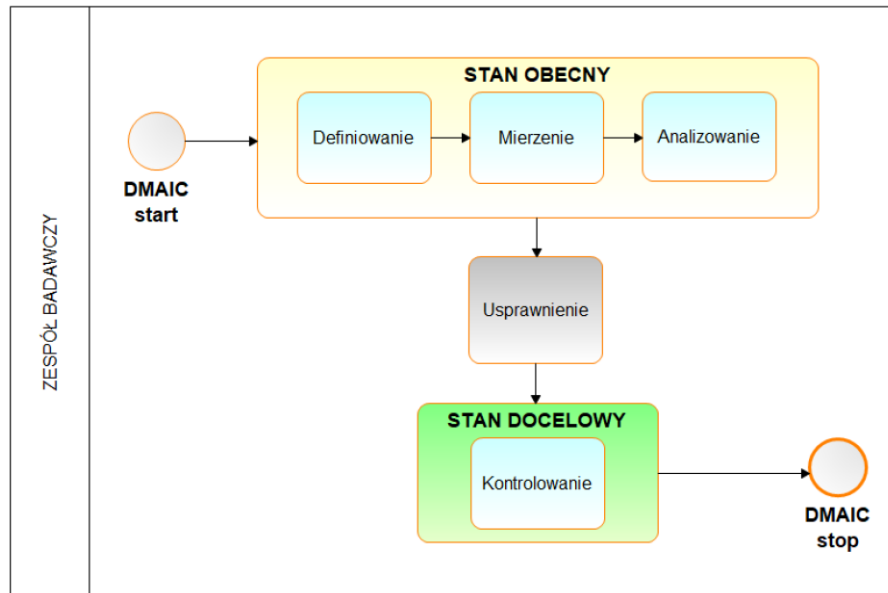 ZESPÓŁ BADAWCZY
STAN OBECNY
Definiowanie
Mierzenie
Analizowanie
DMAIC
start
Usprawnienie
STAN DOCELOWY
Kontrolowanie
DMAIC
stop